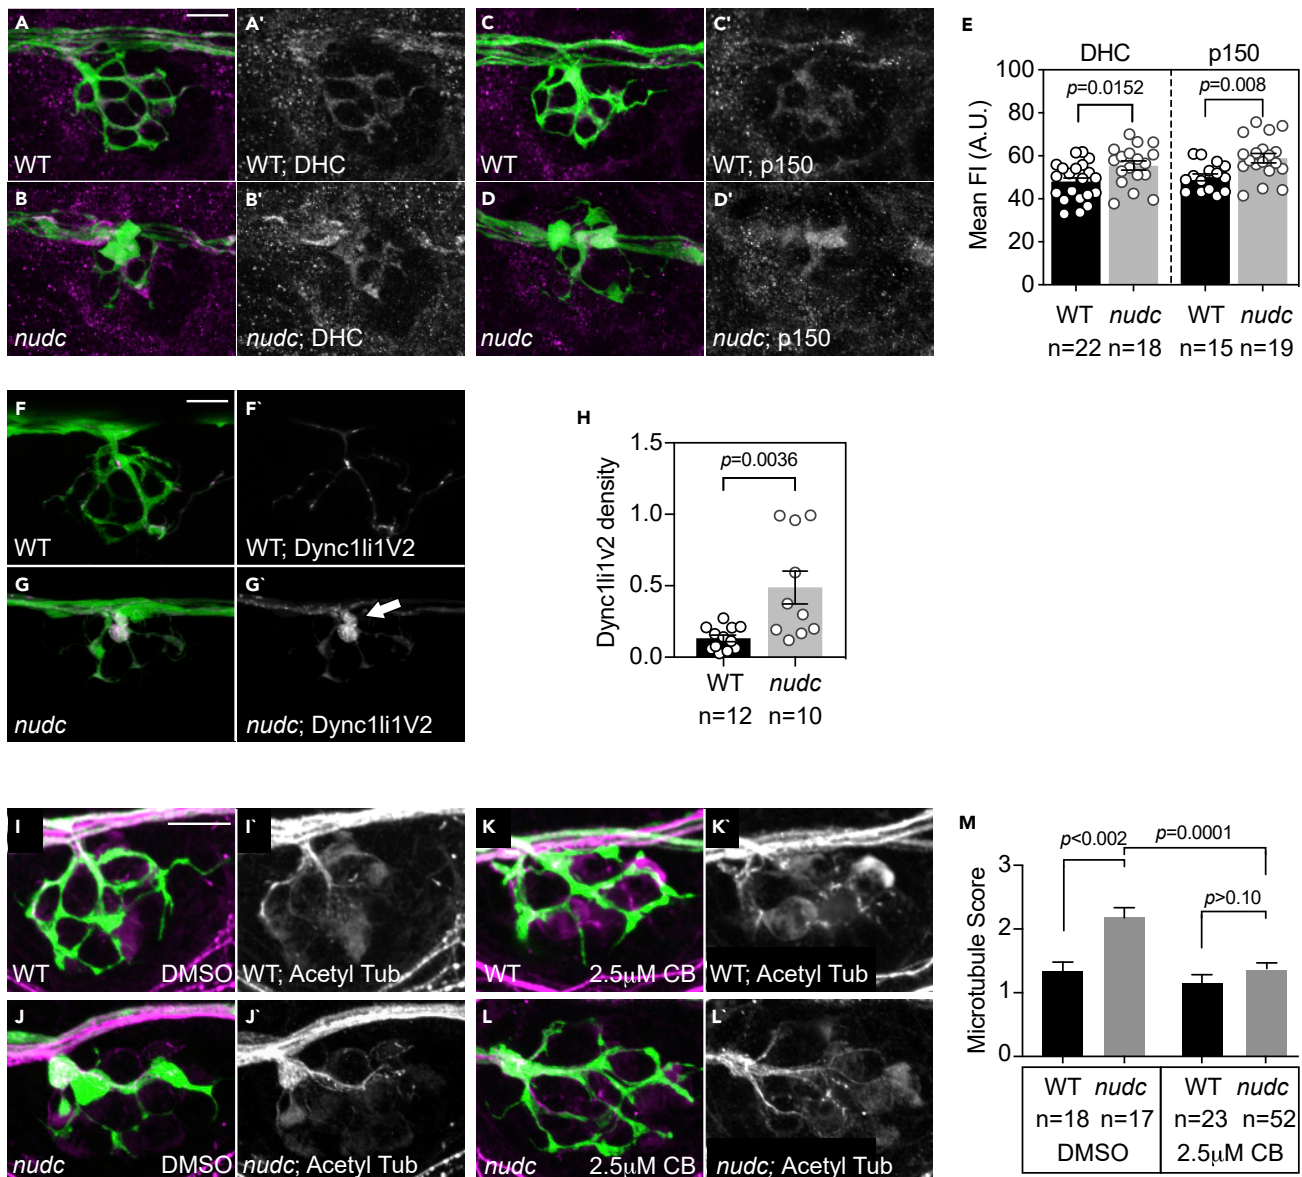 A
A'
C
C'
WT
WT; DHC
WT
WT; p150
B
B'
D
D'
nudc
nudc; DHC
nudc
nudc; p150
E
DHC p150
p=0.0152
p=0.008
Mean FI (A.U.)
100
80
60
40
20
0
WT nudc WT nudc
n=22 n=18 n=15 n=19
F
F`
WT
WT; Dync1li1V2
G
G`
nudc
nudc; Dync1li1V2
H
Dync1li1v2 density
1.5
1.0
0.5
0.0
p=0.0036
WT nudc
n=12 n=10
I
I`
K
K`
WT DMSO
WT; Acetyl Tub
WT 2.5μM CB
WT; Acetyl Tub
J
J`
L
L`
nudc DMSO
nudc; Acetyl Tub
nudc 2.5μM CB
nudc; Acetyl Tub
M
p<0.002
p=0.0001
p>0.10
Microtubule Score
3
2
1
0
WT nudc WT nudc
n=18 n=17 n=23 n=52
DMSO 2.5μM CB